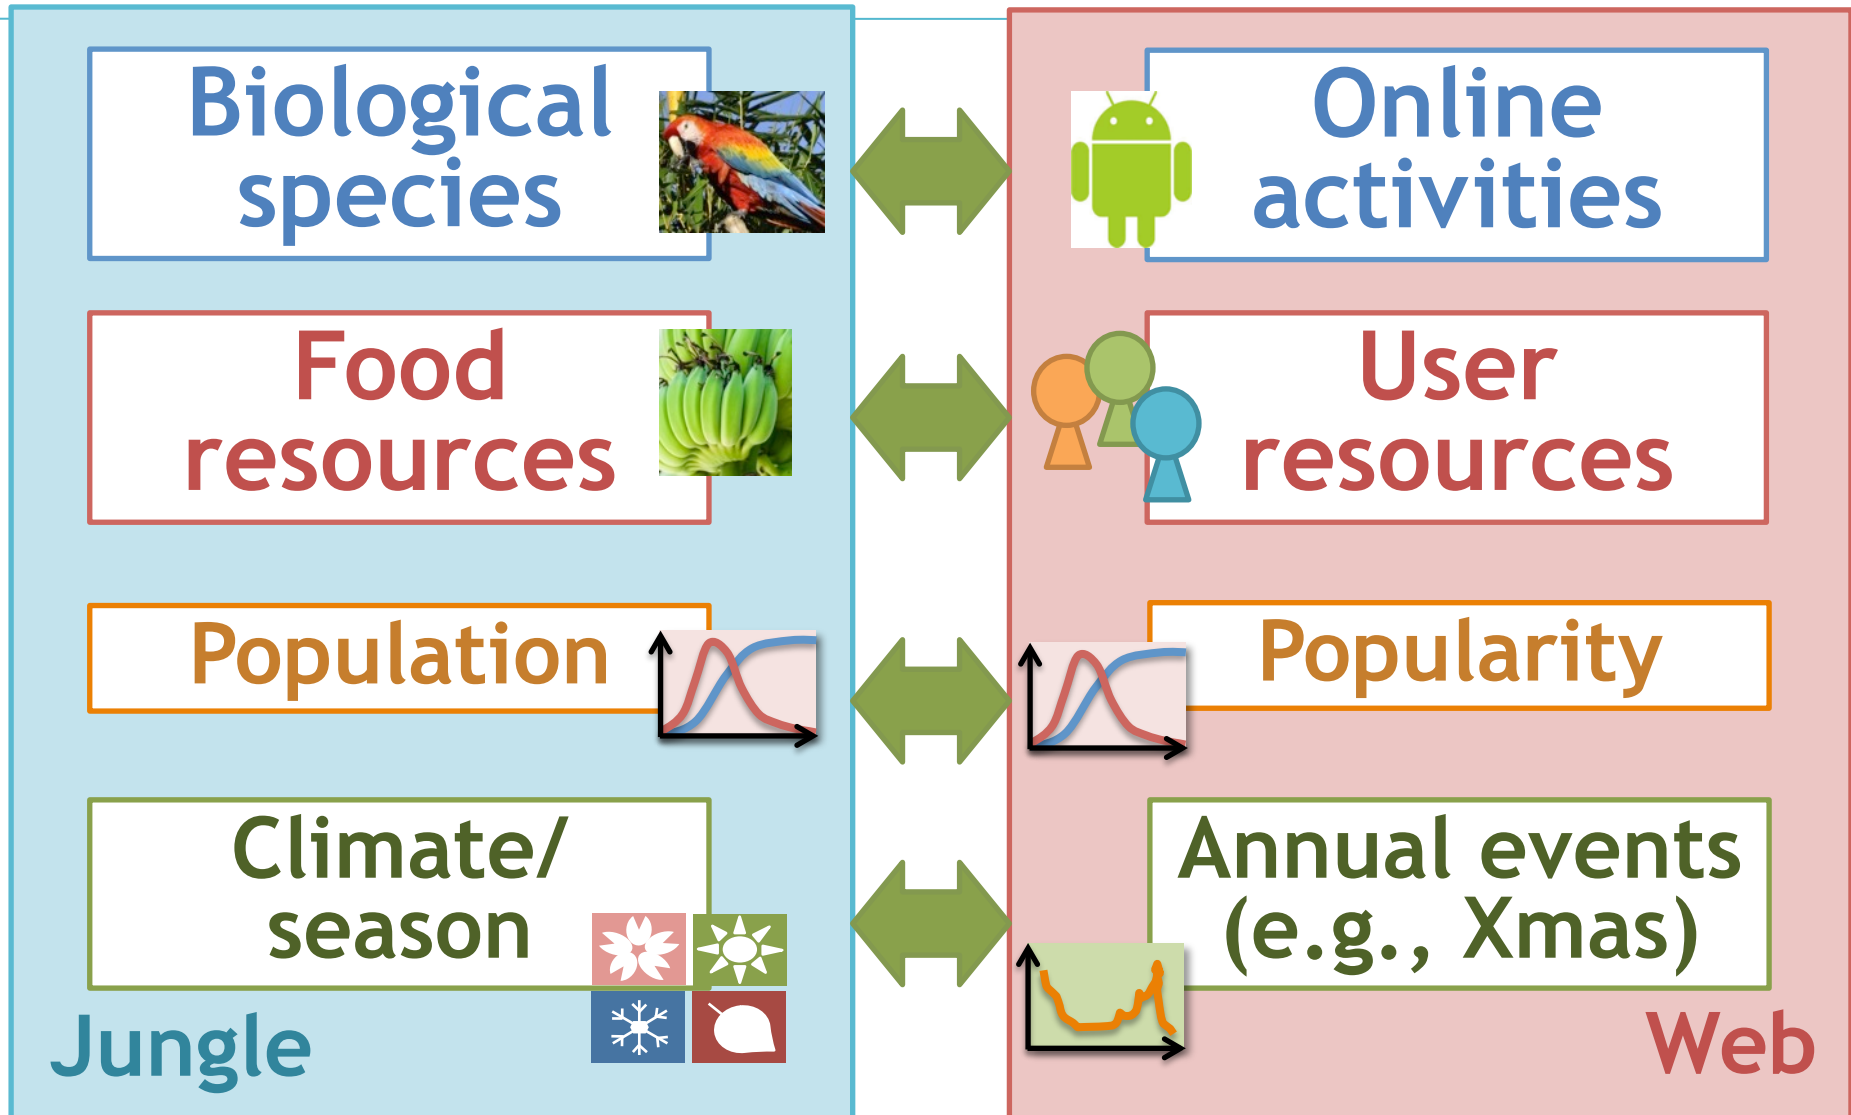 Biological
species
Online
activities
Food
resources
User
resources
Population
Popularity
Climate/
season
Annual events
(e.g., Xmas)
Jungle
Web